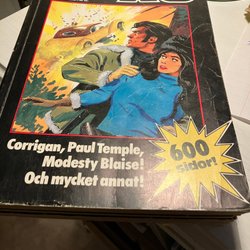 Corrigan, Paul Temple,
Modesty Blaise!
Och mycket annat!
600
sidor!